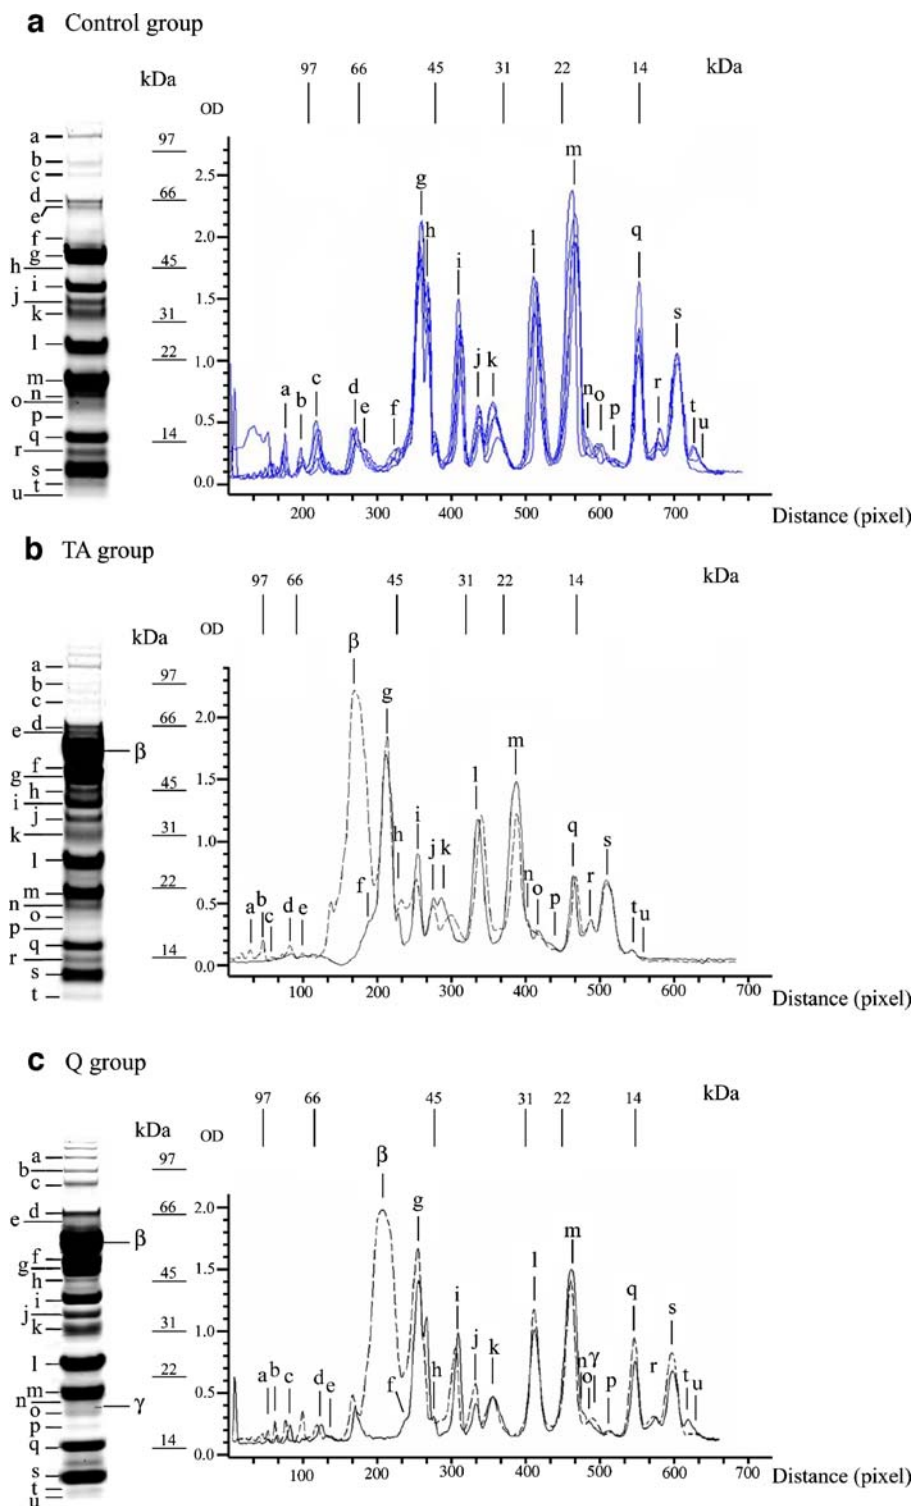 a Control group
97 66 45 31 22 14 kDa
kDa
OD
a
b
c
d
e
f
g
h
i
j
k
l
m
n
o
p
q
r
s
t
u
97
66
45
31
22
14
2.5
2.0
1.5
1.0
0.5
0.0
a b c d e f g h i j k l m n o p q r s t u
200 300 400 500 600 700 Distance (pixel)
b TA group
97 66 45 31 22 14 kDa
kDa
OD
a
b
c
d
e
β
f
g
h
i
j
k
l
m
n
o
p
q
r
s
t
97
66
45
31
22
14
2.0
1.5
1.0
0.5
0.0
a b c d e β f g h i j k l m n o p q r s t u
100 200 300 400 500 600 700 Distance (pixel)
c Q group
97 66 45 31 22 14 kDa
kDa
OD
a
b
c
d
e
β
f
g
h
i
j
k
l
m
n
o
γ
p
q
s
t
u
97
66
45
31
22
14
2.0
1.5
1.0
0.5
0.0
a b c d e β f g h i j k l m n o γ p q r s t u
100 200 300 400 500 600 700 Distance (pixel)